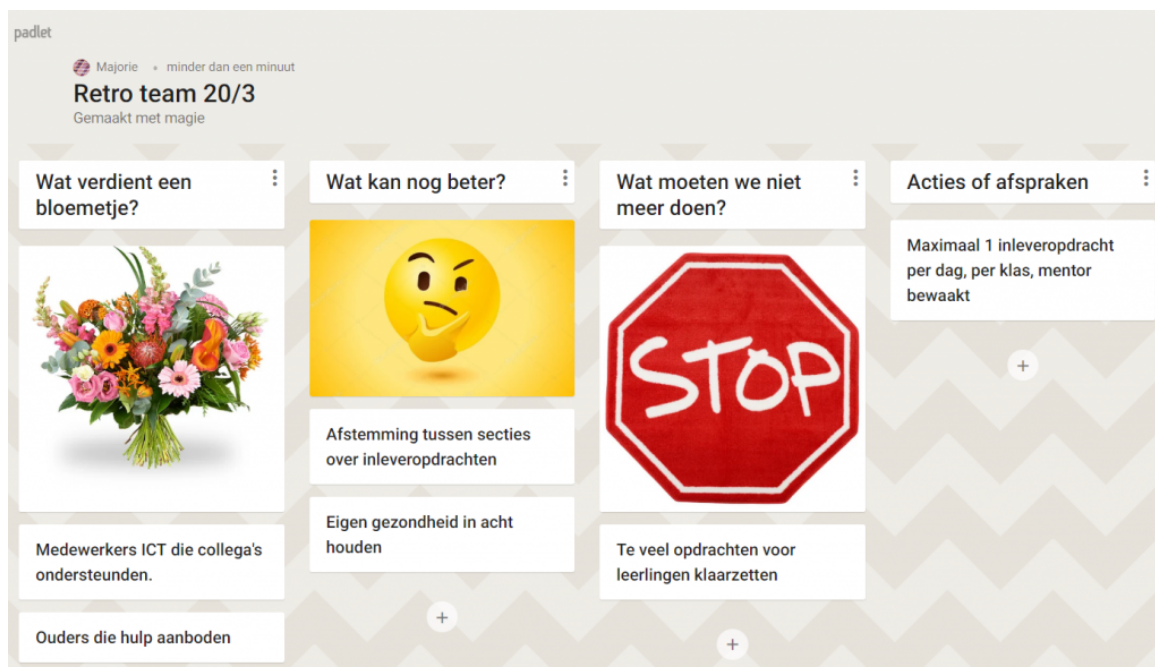 padlet
Majorie • minder dan een minuut
Retro team 20/3
Gemaakt met magie
Wat verdient een
bloemetje?
Medewerkers ICT die collega's
ondersteunden.
Ouders die hulp aanboden
Wat kan nog beter?
Afstemming tussen secties
over inleveropdrachten
Eigen gezondheid in acht
houden
Wat moeten we niet
meer doen?
STOP
Te veel opdrachten voor
leerlingen klaarzetten
Acties of afspraken
Maximaal 1 inleveropdracht
per dag, per klas, mentor
bewaakt